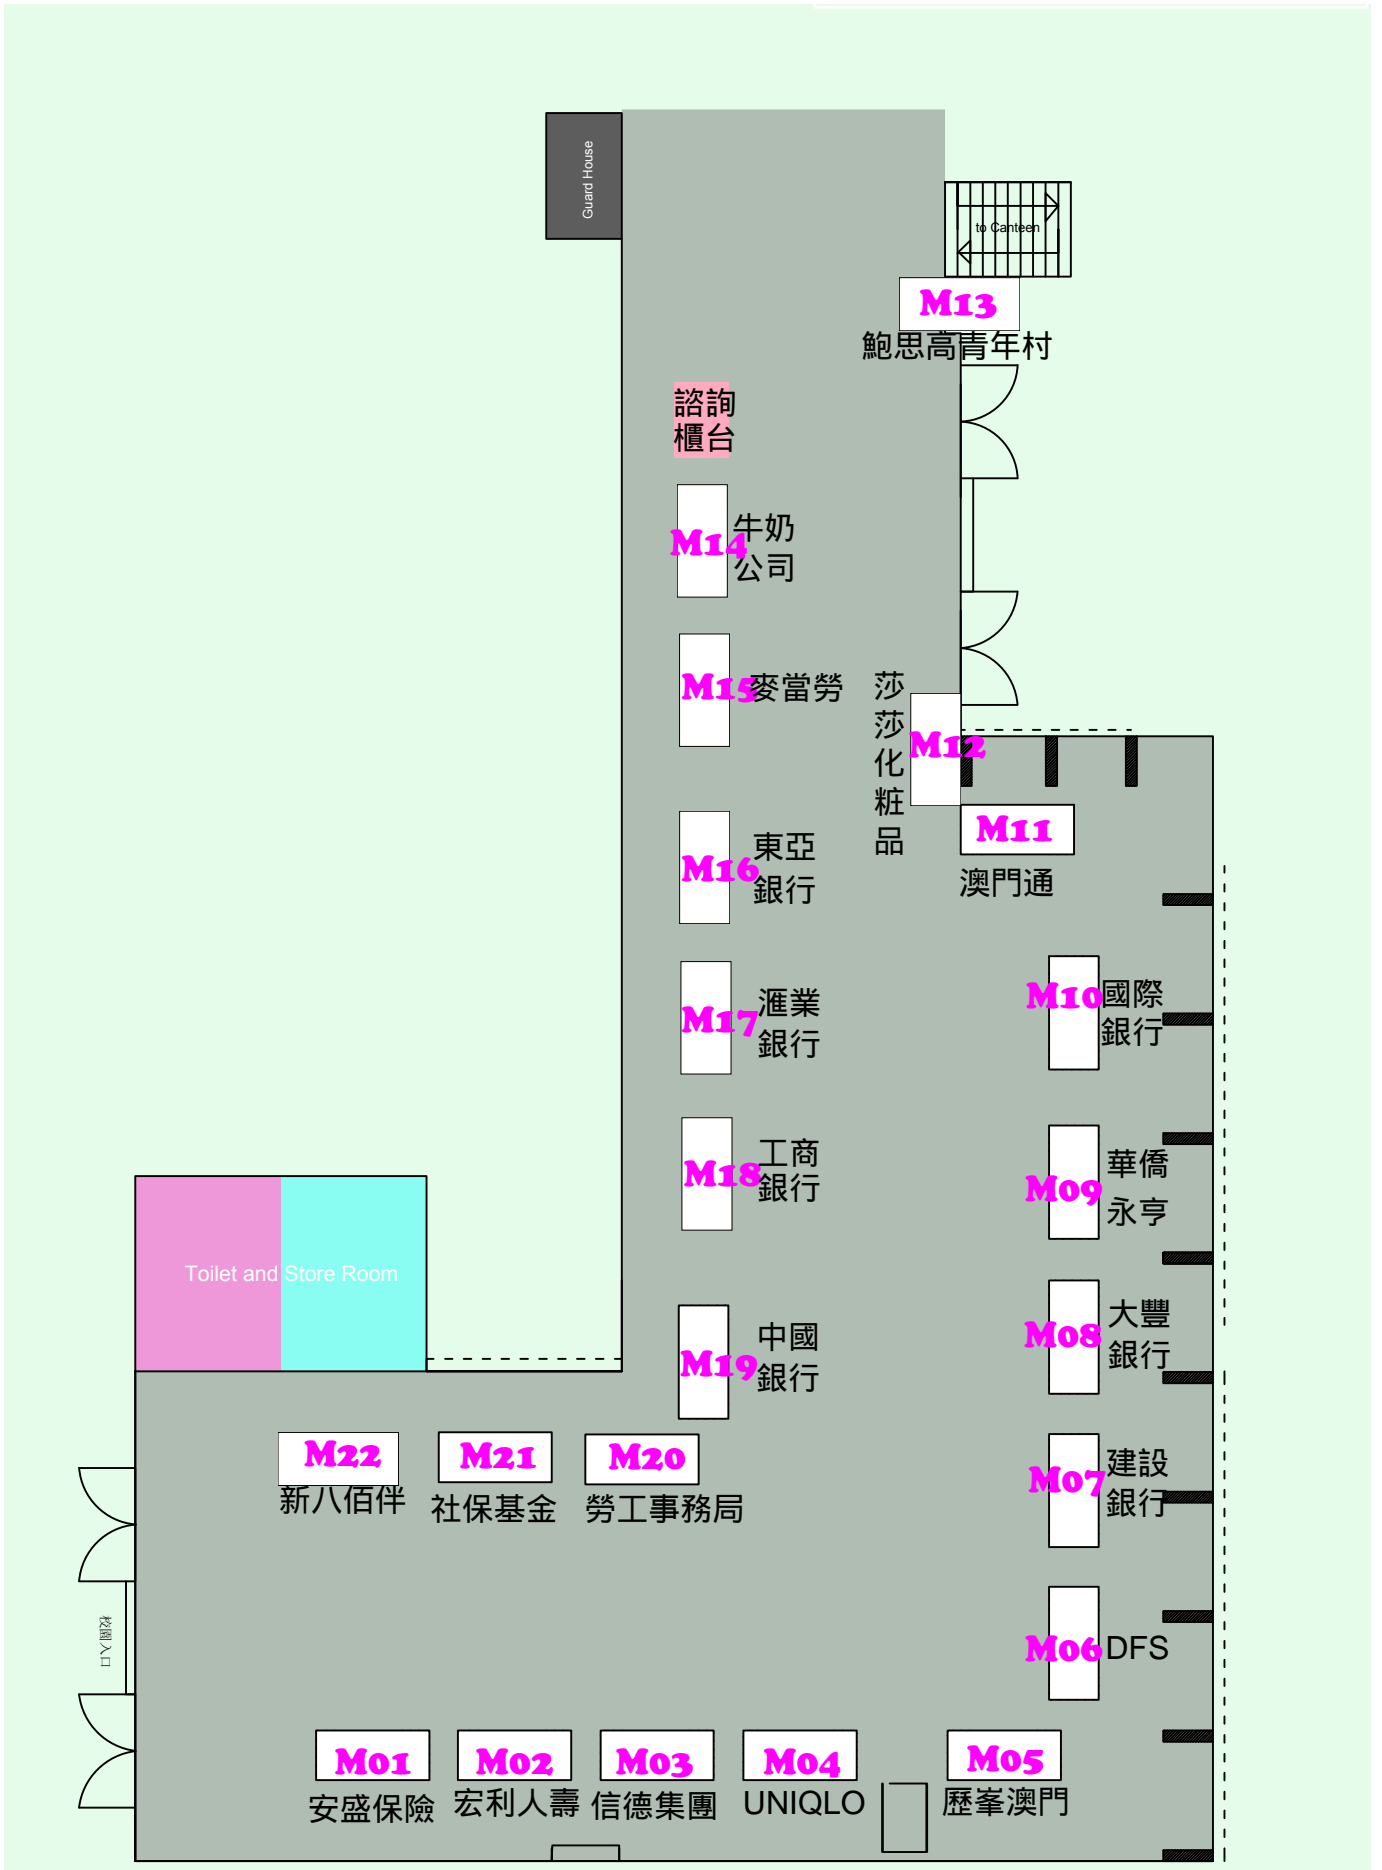 Guard House
to Canteen
M13
鮑思高青年村
諮詢
櫃台
M14
牛奶
公司
M15
麥當勞
莎
莎
化
粧
品
M12
M11
澳門通
M16
東亞
銀行
M10
國際
銀行
M17
滙業
銀行
M18
工商
銀行
M09
華僑
永亨
Toilet and Store Room
M08
大豐
銀行
M19
中國
銀行
M22
新八佰伴
M21
社保基金
M20
勞工事務局
M07
建設
銀行
校園入口
M06
DFS
M01
安盛保險
M02
宏利人壽
M03
信德集團
M04
UNIQLO
M05
歷峯澳門